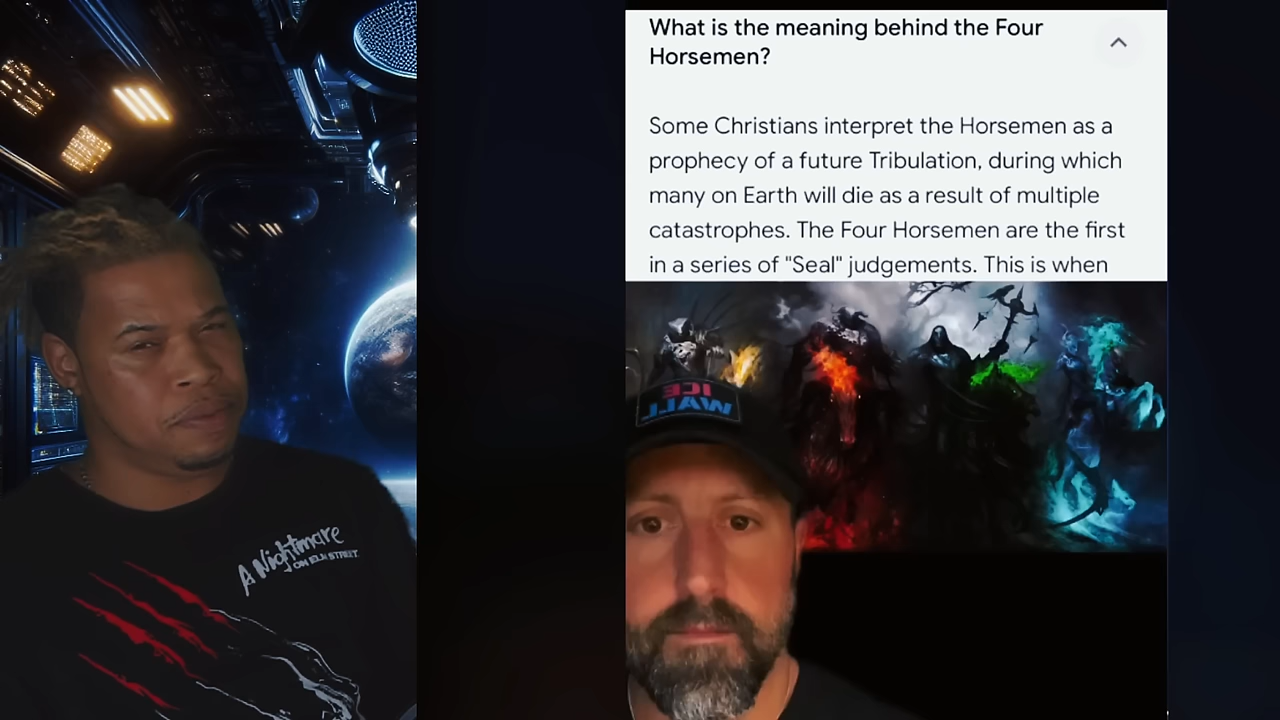 What is the meaning behind the Four
Horsemen?
Some Christians interpret the Horsemen as a
prophecy of a future Tribulation, during which
many on Earth will die as a result of multiple
catastrophes. The Four Horsemen are the first
in a series of "Seal" judgements. This is when
ICE
WALL
A Nightmare
ON ELM STREET